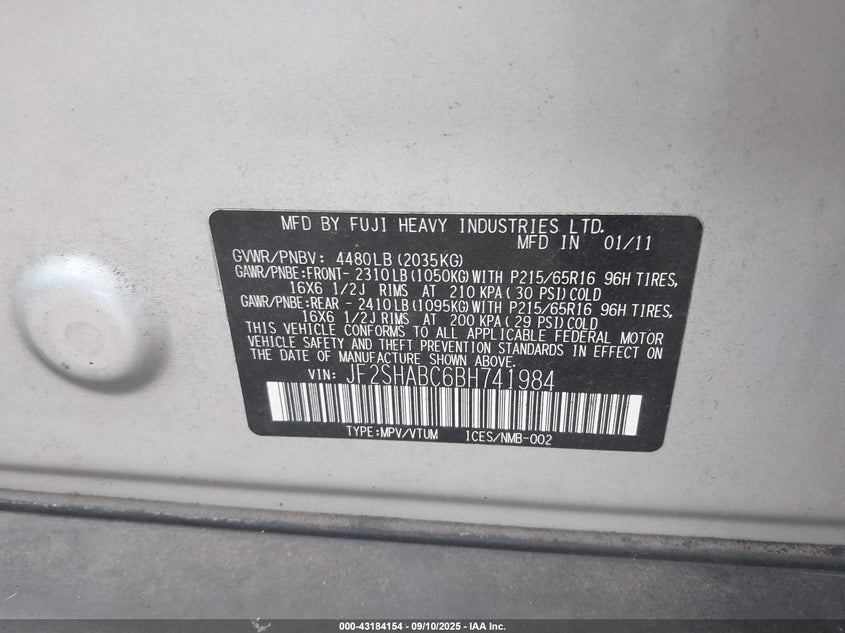 MFD BY FUJI HEAVY INDUSTRIES LTD.
MFD IN 01/11
GVWR/PNBV: 4480LB(2035KG)
GAWR/PNBE:FRONT- 2310LB(1050KG)WITH P215/65R16 96H TIRES,
16X6 1/2J RIMS AT 210 KPA(30 PSI)COLD
GAWR/PNBE:REAR - 2410LB(1095KG)WITH P215/65R16 96H TIRES,
16X6 1/2J RIMS AT 200 KPA(29 PSI)COLD
THIS VEHICLE CONFORMS TO ALL APPLICABLE FEDERAL MOTOR
VEHICLE SAFETY AND THEFT PREVENTION STANDARDS IN EFFECT ON
THE DATE OF MANUFACTURE SHOWN ABOVE.
VIN: JF2SHABC6BH741984
TYPE:MPV/VTUM ICES/NMB-002
000-43184154 - 09/10/2025 - IAA Inc.